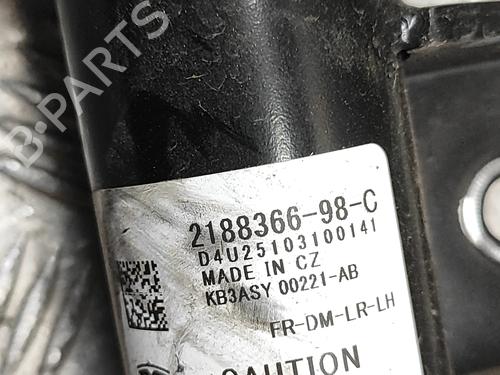 B-PARTS
2188366-98-C
D4U25103100141
MADE IN CZ
KB3ASY 00221-AB
FR-DM-LR-LH
CAUTION